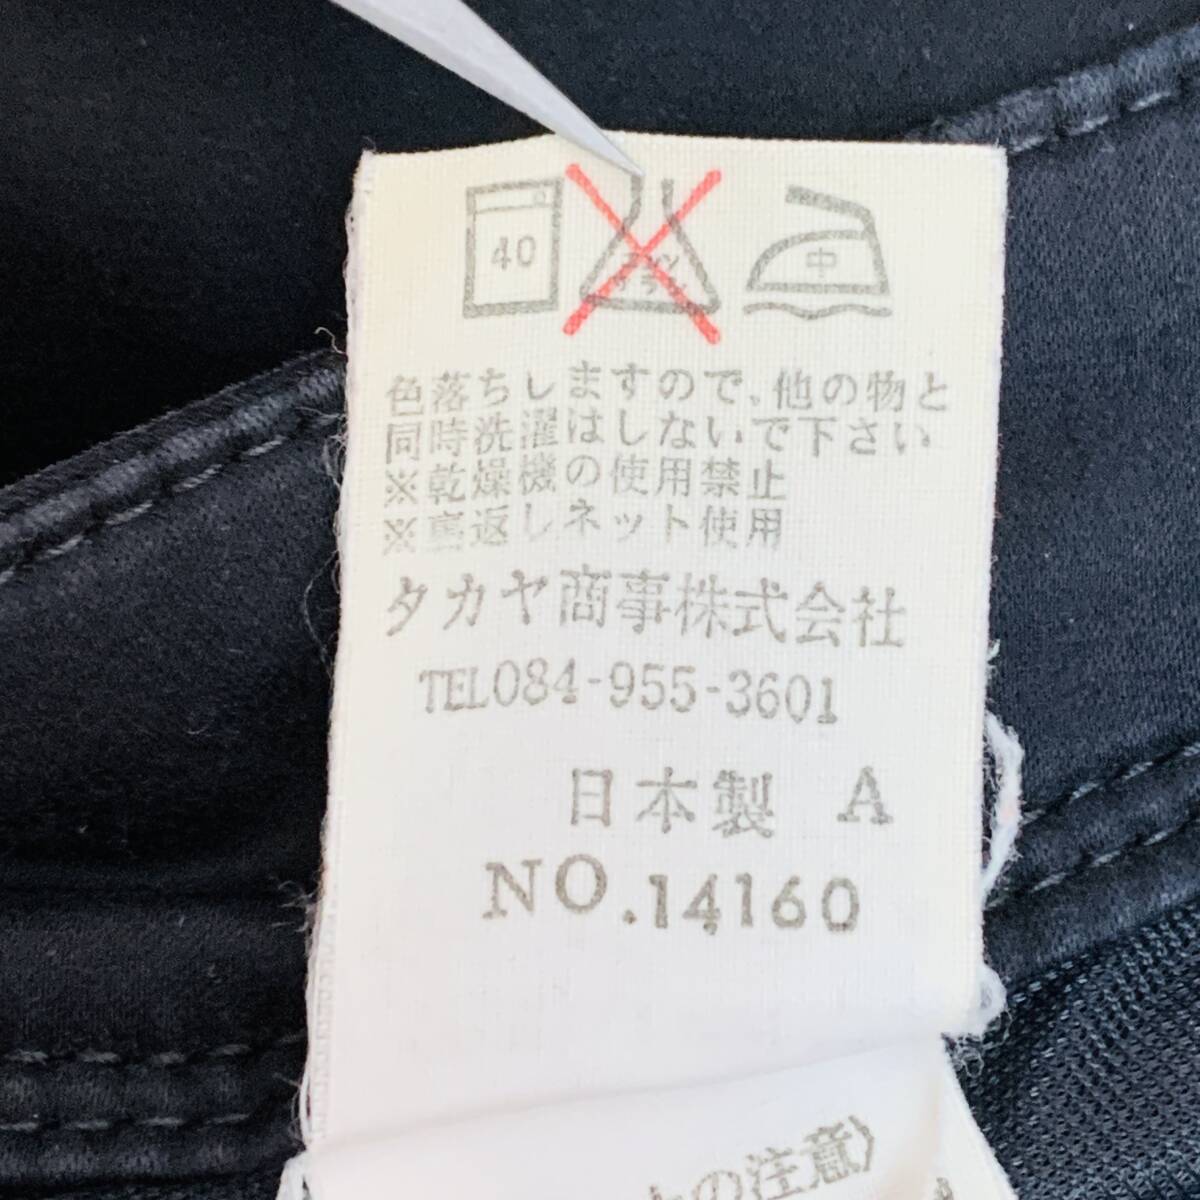 40 中
色落ちしますので、他の物と
同時洗濯はしないで下さい
※乾燥機の使用禁止
※裏返しネット使用
タカヤ商事株式会社
TEL084-955-3601
日本製 A
NO.14160
の注意〉